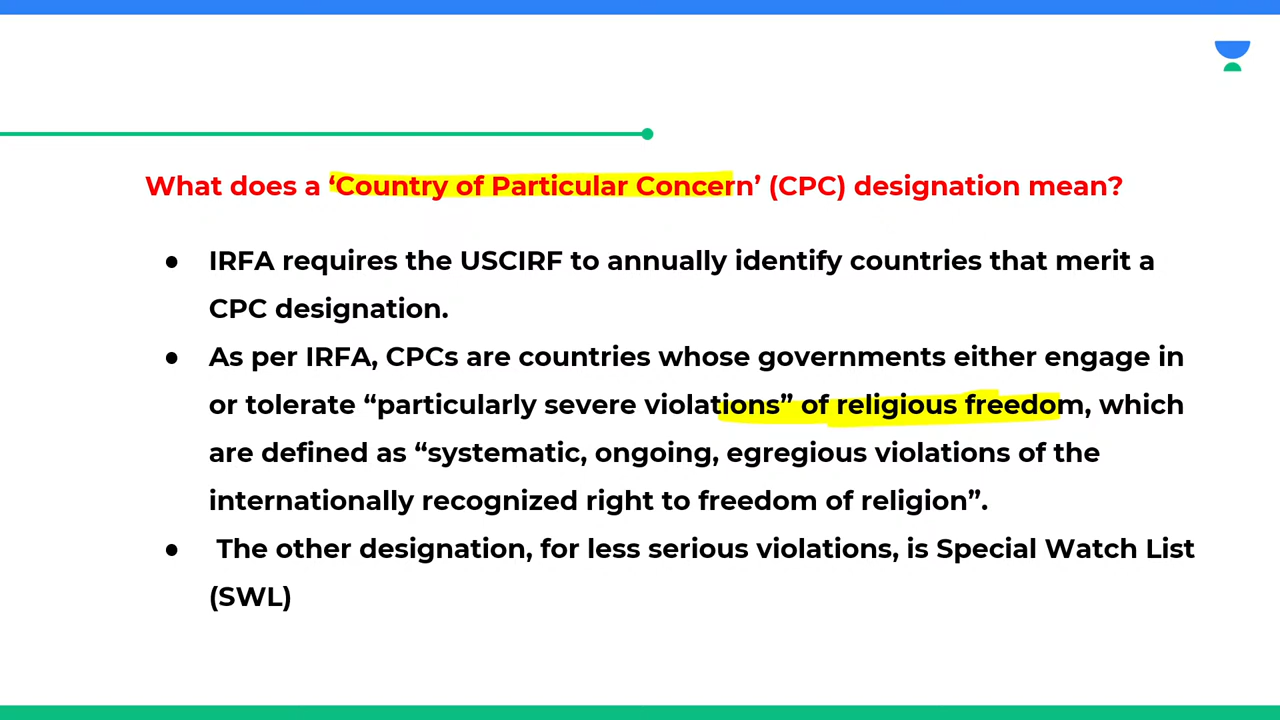 What does a ‘Country of Particular Concern’ (CPC) designation mean?
● IRFA requires the USCIRF to annually identify countries that merit a
CPC designation.
● As per IRFA, CPCs are countries whose governments either engage in
or tolerate “particularly severe violations” of religious freedom, which
are defined as “systematic, ongoing, egregious violations of the
internationally recognized right to freedom of religion”.
● The other designation, for less serious violations, is Special Watch List
(SWL)